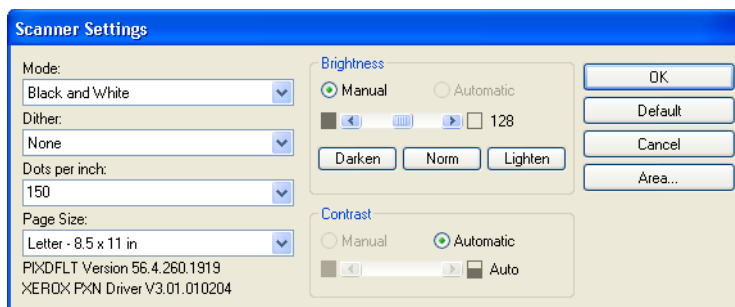 Scanner Settings
Mode:
Black and White
Dither:
None
Dots per inch:
150
Page Size:
Letter - 8.5 x 11 in
PIXDFLT Version 56.4.260.1919
XEROX PXN Driver V3.01.010204
Brightness
Manual
Automatic
128
Darken
Norm
Lighten
Contrast
Manual
Automatic
Auto
OK
Default
Cancel
Area...